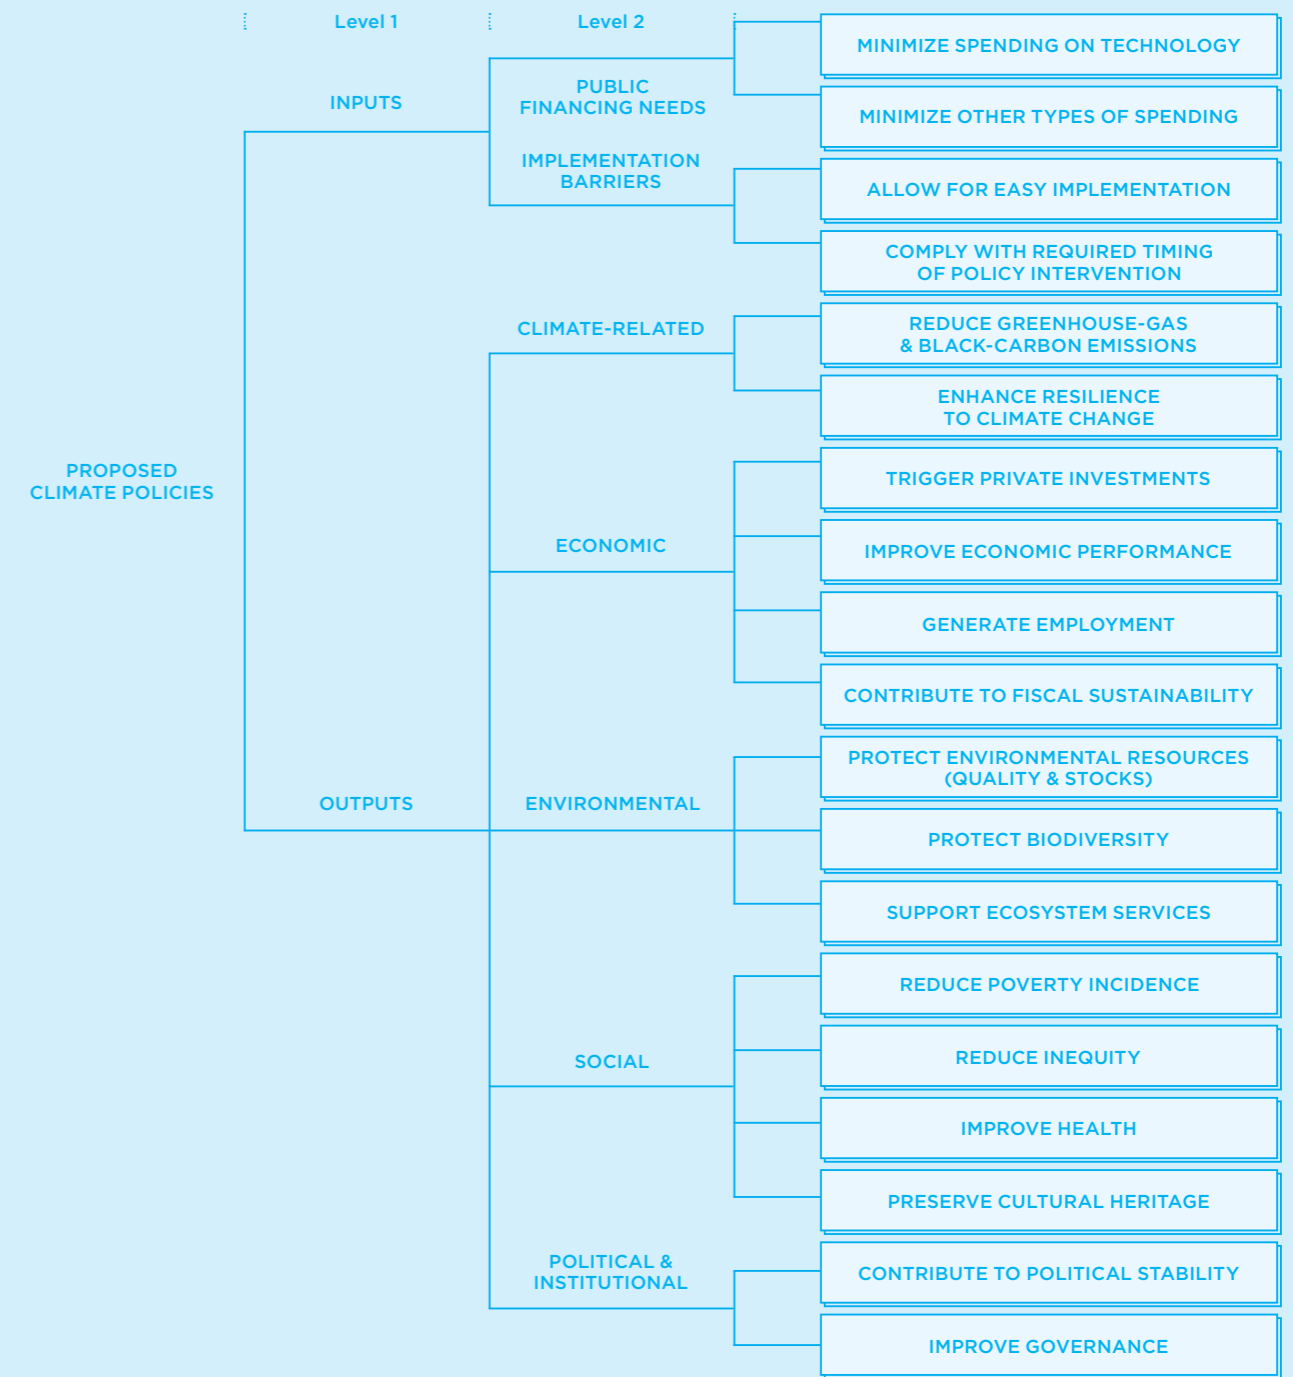 Level 1
Level 2
MINIMIZE SPENDING ON TECHNOLOGY
INPUTS
PUBLIC
FINANCING NEEDS
MINIMIZE OTHER TYPES OF SPENDING
IMPLEMENTATION
BARRIERS
ALLOW FOR EASY IMPLEMENTATION
COMPLY WITH REQUIRED TIMING
OF POLICY INTERVENTION
CLIMATE-RELATED
REDUCE GREENHOUSE-GAS
& BLACK-CARBON EMISSIONS
ENHANCE RESILIENCE
TO CLIMATE CHANGE
PROPOSED
CLIMATE POLICIES
TRIGGER PRIVATE INVESTMENTS
ECONOMIC
IMPROVE ECONOMIC PERFORMANCE
GENERATE EMPLOYMENT
CONTRIBUTE TO FISCAL SUSTAINABILITY
OUTPUTS
ENVIRONMENTAL
PROTECT ENVIRONMENTAL RESOURCES
(QUALITY & STOCKS)
PROTECT BIODIVERSITY
SUPPORT ECOSYSTEM SERVICES
SOCIAL
REDUCE POVERTY INCIDENCE
REDUCE INEQUITY
IMPROVE HEALTH
PRESERVE CULTURAL HERITAGE
POLITICAL &
INSTITUTIONAL
CONTRIBUTE TO POLITICAL STABILITY
IMPROVE GOVERNANCE